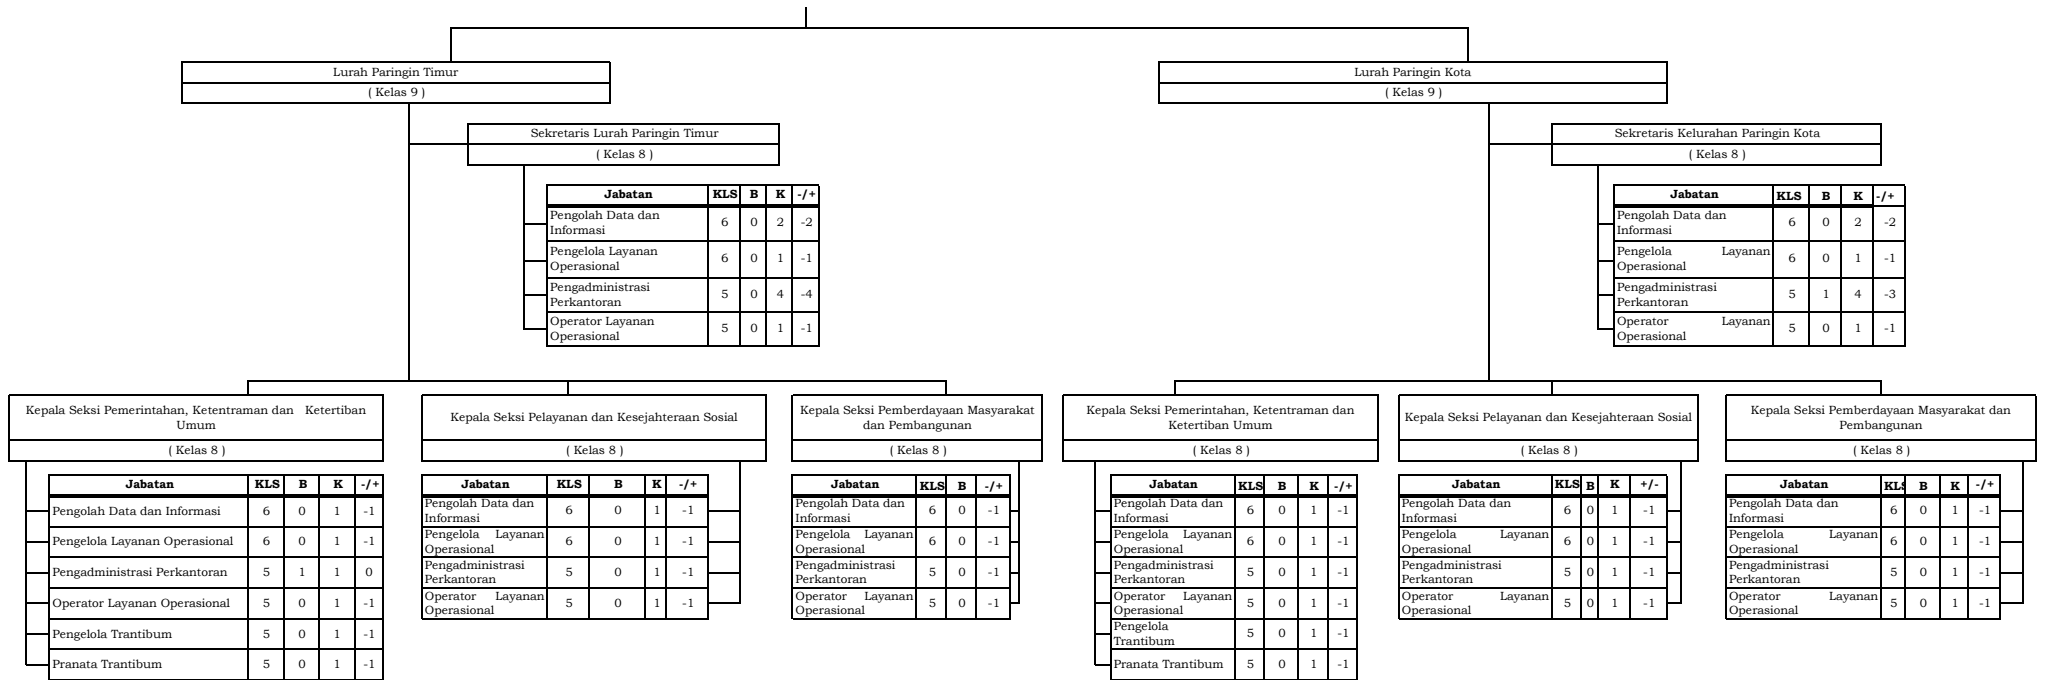 Lurah Paringin Timur
( Kelas 9 )
Sekretaris Lurah Paringin Timur
( Kelas 8 )
Jabatan KLS B K -/+
Pengolah Data dan
Informasi 6 0 2 -2
Pengelola Layanan
Operasional 6 0 1 -1
Pengadministrasi
Perkantoran 5 0 4 -4
Operator Layanan
Operasional 5 0 1 -1
Lurah Paringin Kota
( Kelas 9 )
Sekretaris Kelurahan Paringin Kota
( Kelas 8 )
Jabatan KLS B K -/+
Pengolah Data dan
Informasi 6 0 2 -2
Pengelola Layanan
Operasional 6 0 1 -1
Pengadministrasi
Perkantoran 5 1 4 -3
Operator Layanan
Operasional 5 0 1 -1
Kepala Seksi Pemerintahan, Ketentraman dan Ketertiban
Umum
( Kelas 8 )
Jabatan KLS B K -/+
Pengolah Data dan Informasi 6 0 1 -1
Pengelola Layanan Operasional 6 0 1 -1
Pengadministrasi Perkantoran 5 1 1 0
Operator Layanan Operasional 5 0 1 -1
Pengelola Trantibum 5 0 1 -1
Pranata Trantibum 5 0 1 -1
Kepala Seksi Pelayanan dan Kesejahteraan Sosial
( Kelas 8 )
Jabatan KLS B K -/+
Pengolah Data dan
Informasi 6 0 1 -1
Pengelola Layanan
Operasional 6 0 1 -1
Pengadministrasi
Perkantoran 5 0 1 -1
Operator Layanan
Operasional 5 0 1 -1
Kepala Seksi Pemberdayaan Masyarakat
dan Pembangunan
( Kelas 8 )
Jabatan KLS B -/+
Pengolah Data dan
Informasi 6 0 -1
Pengelola Layanan
Operasional 6 0 -1
Pengadministrasi
Perkantoran 5 0 -1
Operator Layanan
Operasional 5 0 -1
Kepala Seksi Pemerintahan, Ketentraman dan
Ketertiban Umum
( Kelas 8 )
Jabatan KLS B K -/+
Pengolah Data dan
Informasi 6 0 1 -1
Pengelola Layanan
Operasional 6 0 1 -1
Pengadministrasi
Perkantoran 5 0 1 -1
Operator Layanan
Operasional 5 0 1 -1
Pengelola
Trantibum 5 0 1 -1
Pranata Trantibum 5 0 1 -1
Kepala Seksi Pelayanan dan Kesejahteraan Sosial
( Kelas 8 )
Jabatan KLS B K +/-
Pengolah Data dan
Informasi 6 0 1 -1
Pengelola Layanan
Operasional 6 0 1 -1
Pengadministrasi
Perkantoran 5 0 1 -1
Operator Layanan
Operasional 5 0 1 -1
Kepala Seksi Pemberdayaan Masyarakat dan
Pembangunan
( Kelas 8 )
Jabatan KLS B K -/+
Pengolah Data dan
Informasi 6 0 1 -1
Pengelola Layanan
Operasional 6 0 1 -1
Pengadministrasi
Perkantoran 5 0 1 -1
Operator Layanan
Operasional 5 0 1 -1